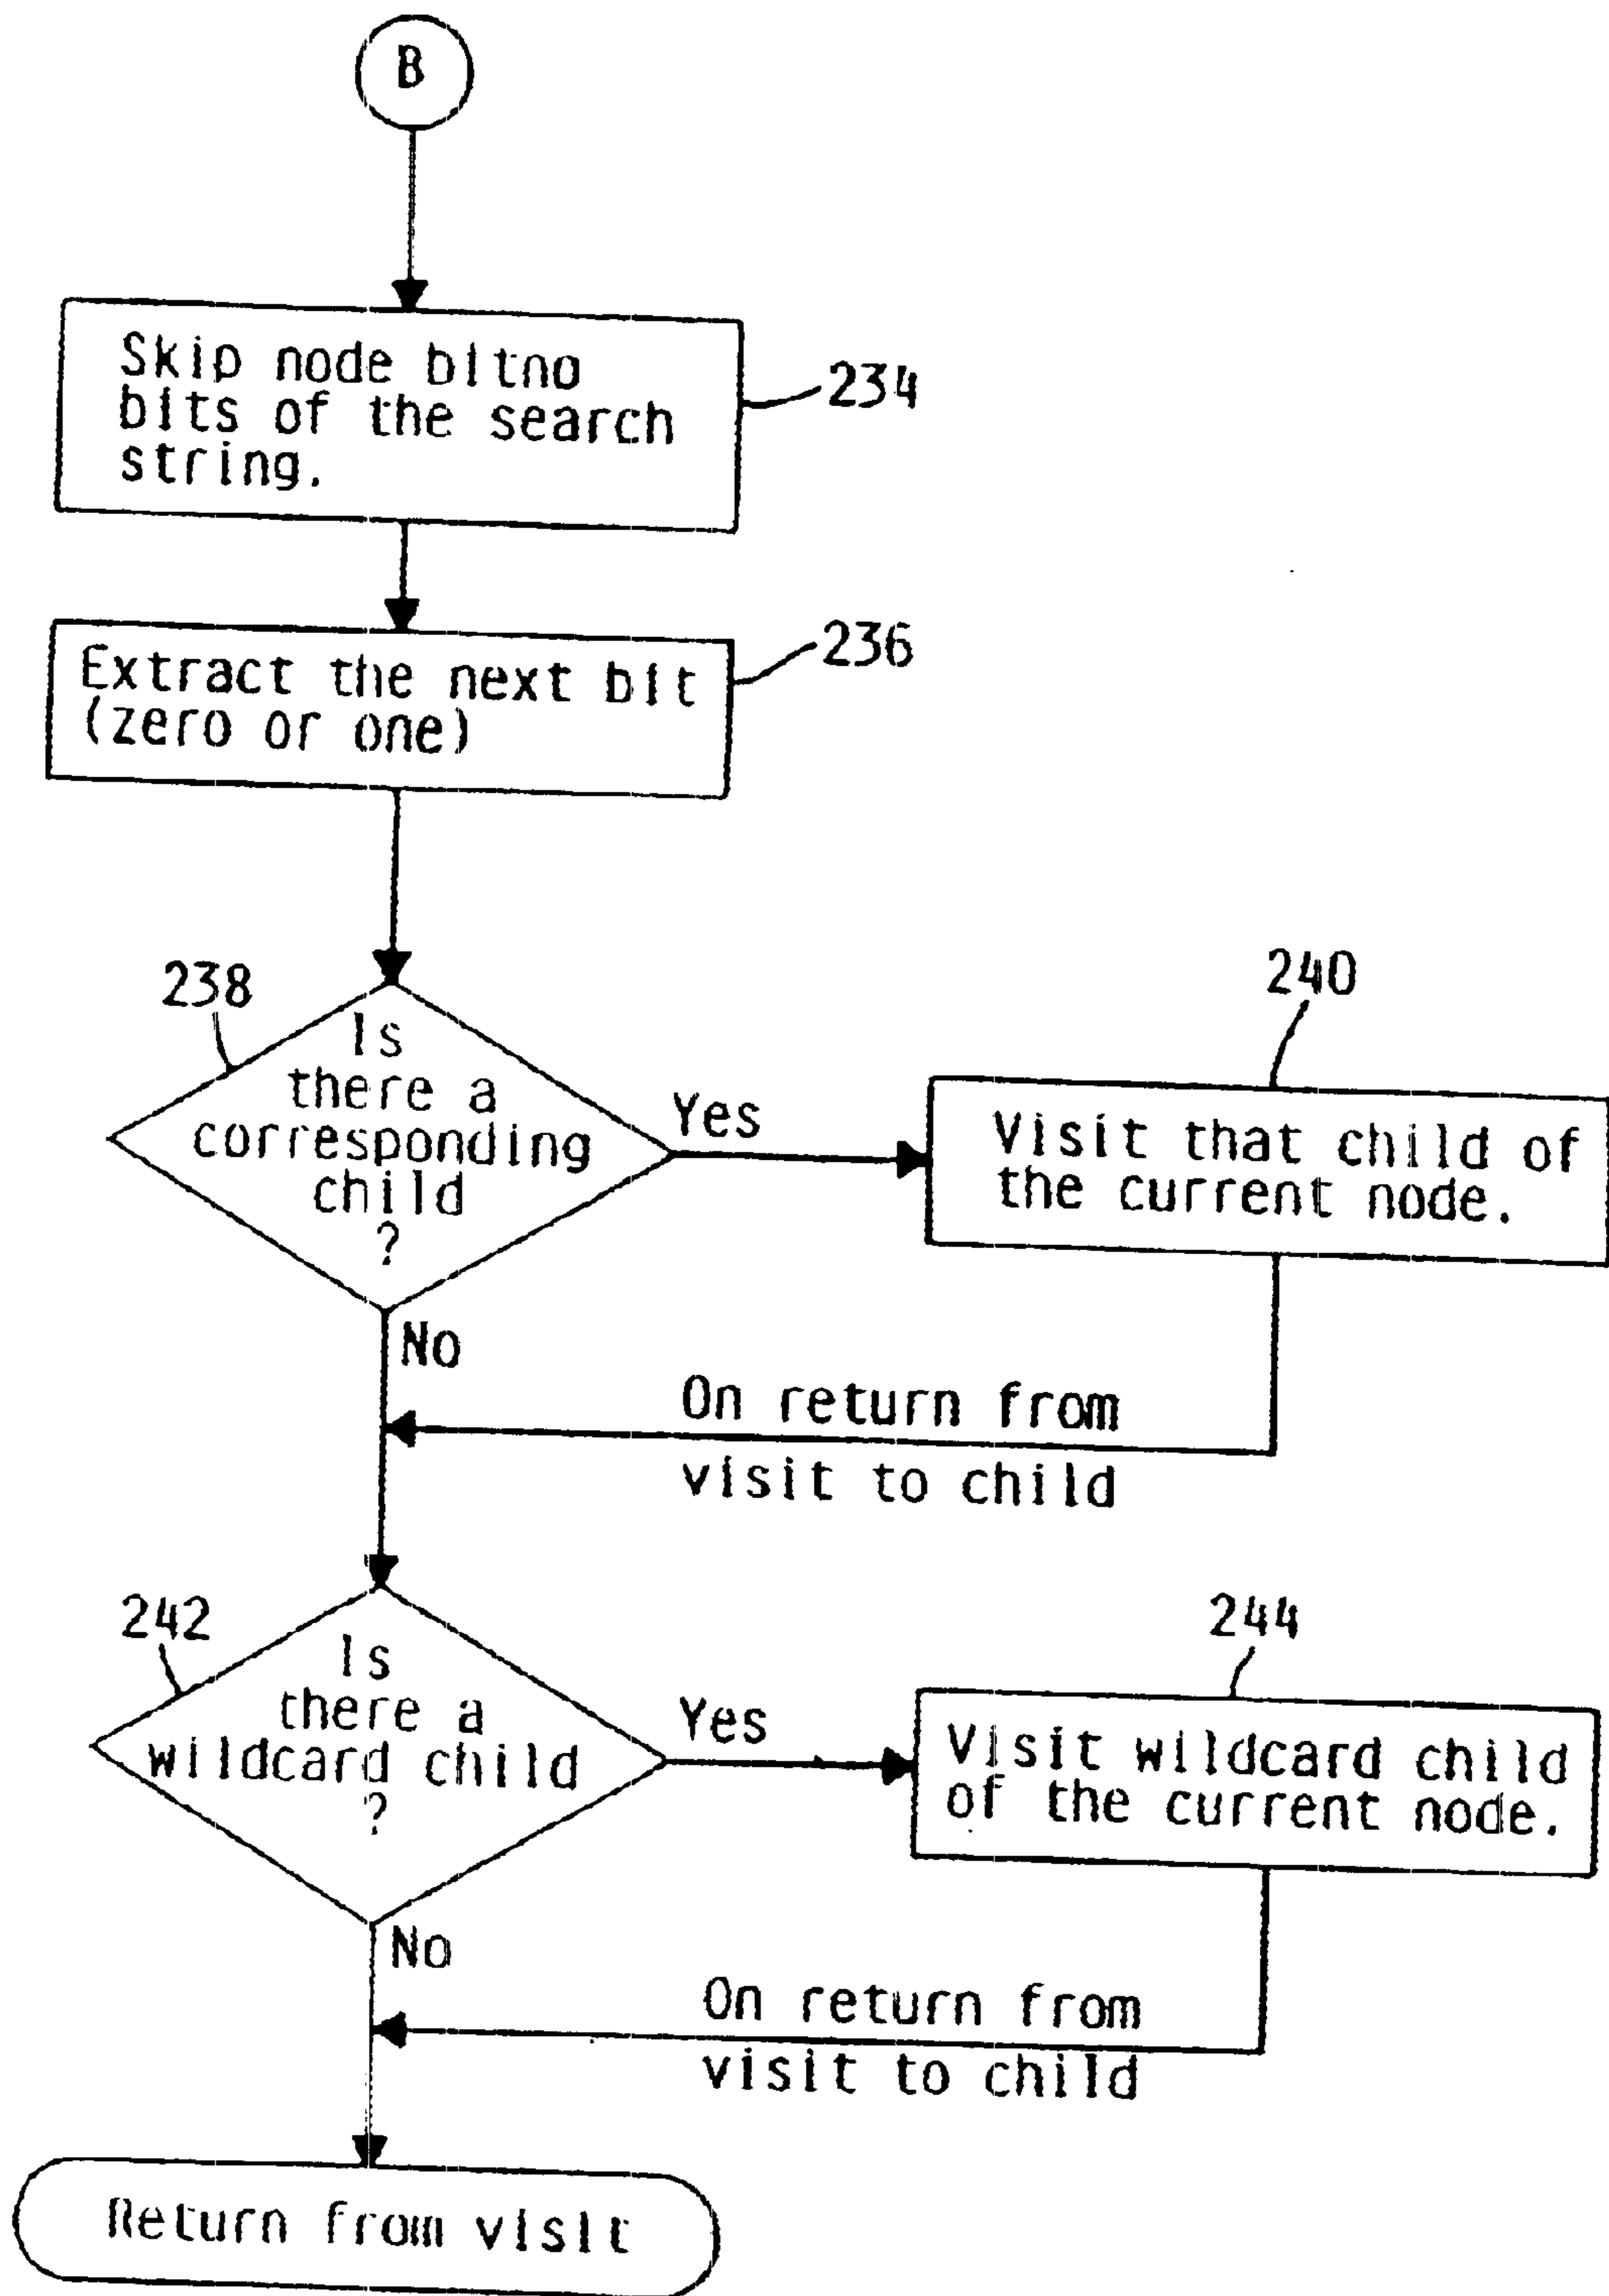 B
Skip node bitno
bits of the search
string.
234
Extract the next bit
(zero or one)
236
238
Is
there a
corresponding
child
?
Yes
240
Visit that child of
the current node.
No
On return from
visit to child
242
Is
there a
wildcard child
?
Yes
244
Visit wildcard child
of the current node.
No
On return from
visit to child
Return from visit